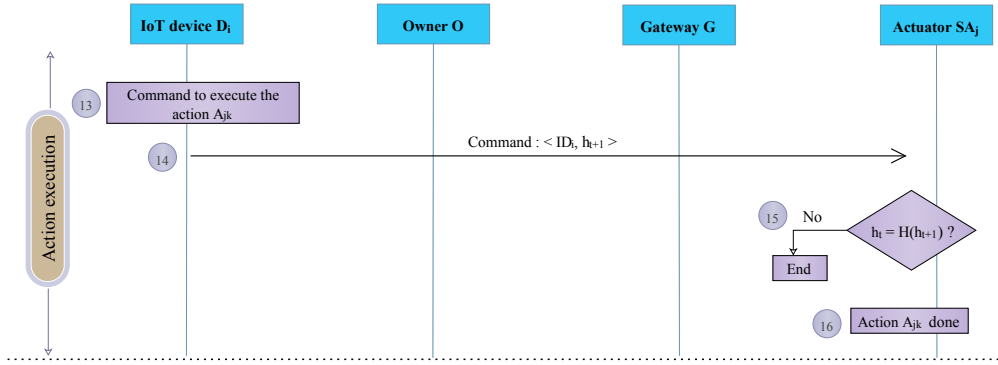 IoT device Di
Owner O
Gateway G
Actuator SAj
Action execution
13
Command to execute the
action Ajk
14
Command : < IDi, ht+1 >
15
No
ht = H(ht+1) ?
End
16
Action Ajk done